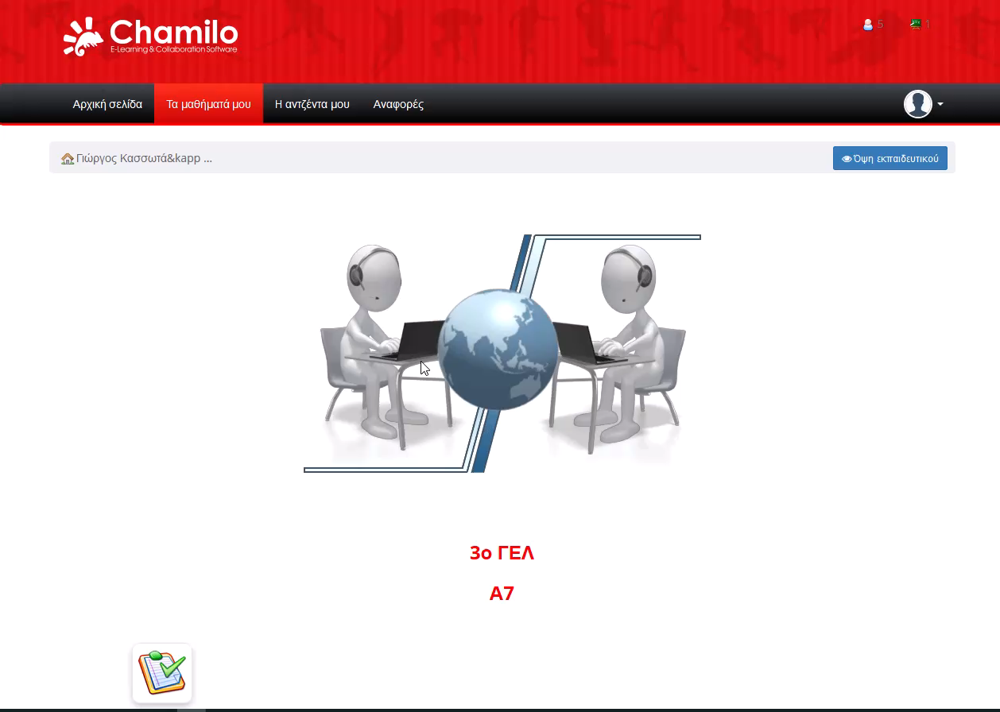 Chamilo
E-Learning & Collaboration Software
5
1
Αρχική σελίδα
Τα μαθήματά μου
Η αντζέντα μου
Αναφορές
Γιώργος Κασσωτά&kapp ...
Όψη εκπαιδευτικού
3ο ΓΕΛ
Α7